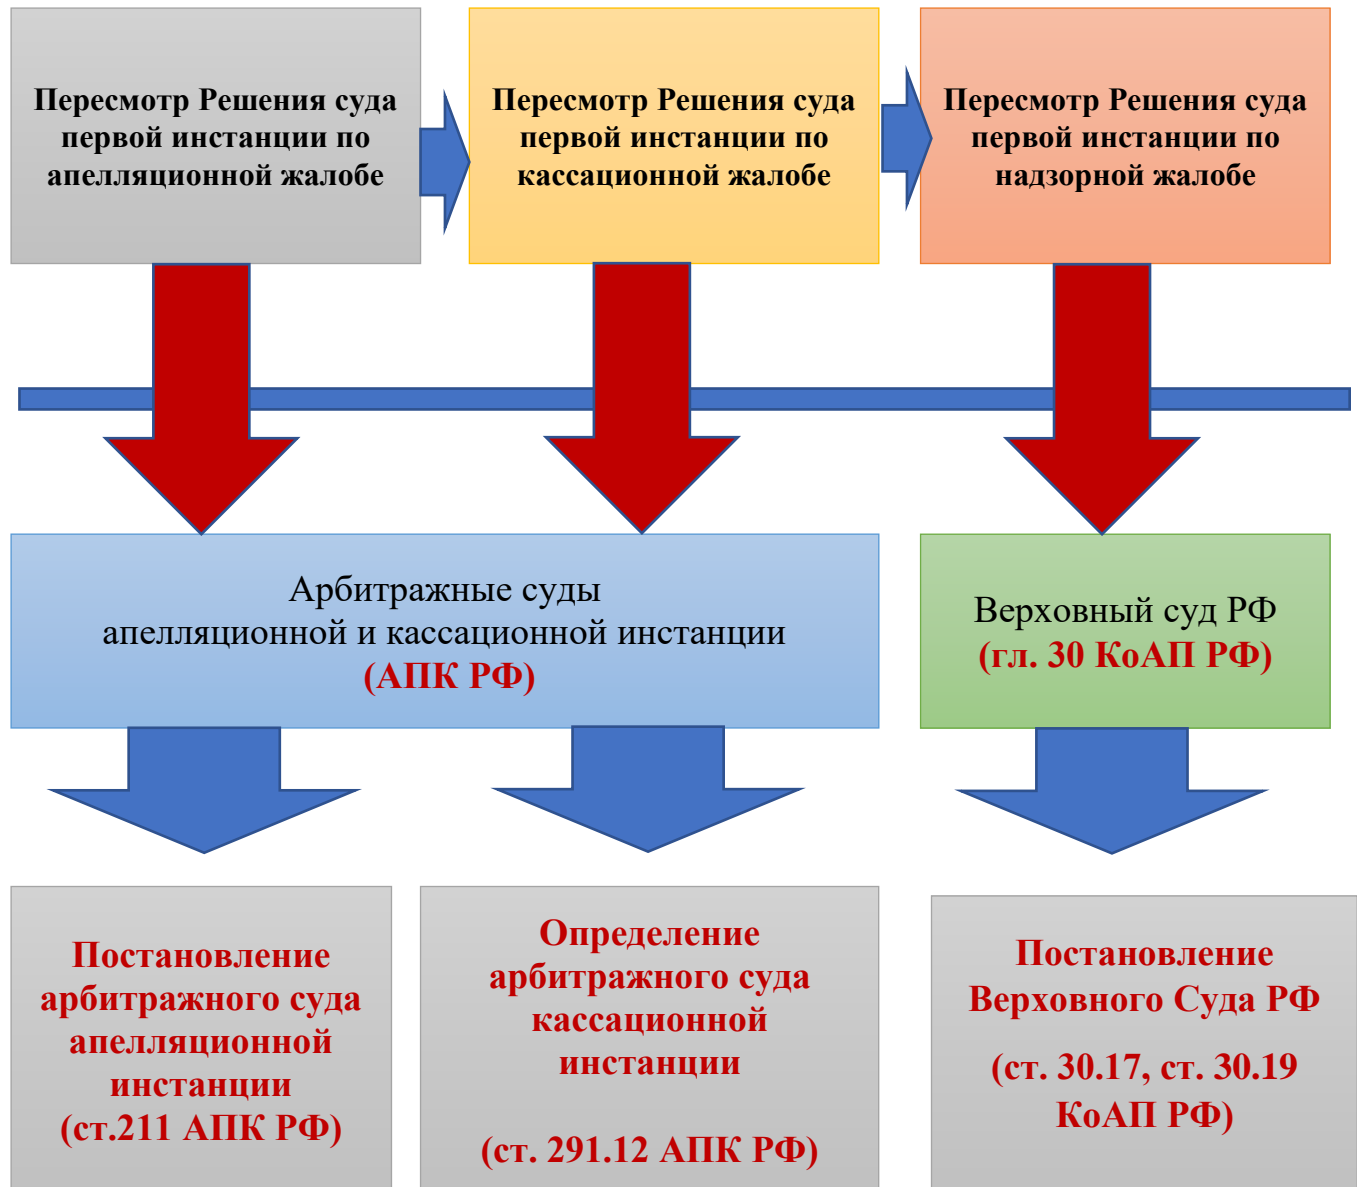 Пересмотр Решения суда
первой инстанции по
апелляционной жалобе
Пересмотр Решения суда
первой инстанции по
кассационной жалобе
Пересмотр Решения суда
первой инстанции по
надзорной жалобе
Арбитражные суды
апелляционной и кассационной инстанции
(АПК РФ)
Верховный суд РФ
(гл. 30 КоАП РФ)
Постановление
арбитражного суда
апелляционной
инстанции
(ст.211 АПК РФ)
Определение
арбитражного суда
кассационной
инстанции
(ст. 291.12 АПК РФ)
Постановление
Верховного Суда РФ
(ст. 30.17, ст. 30.19
КоАП РФ)